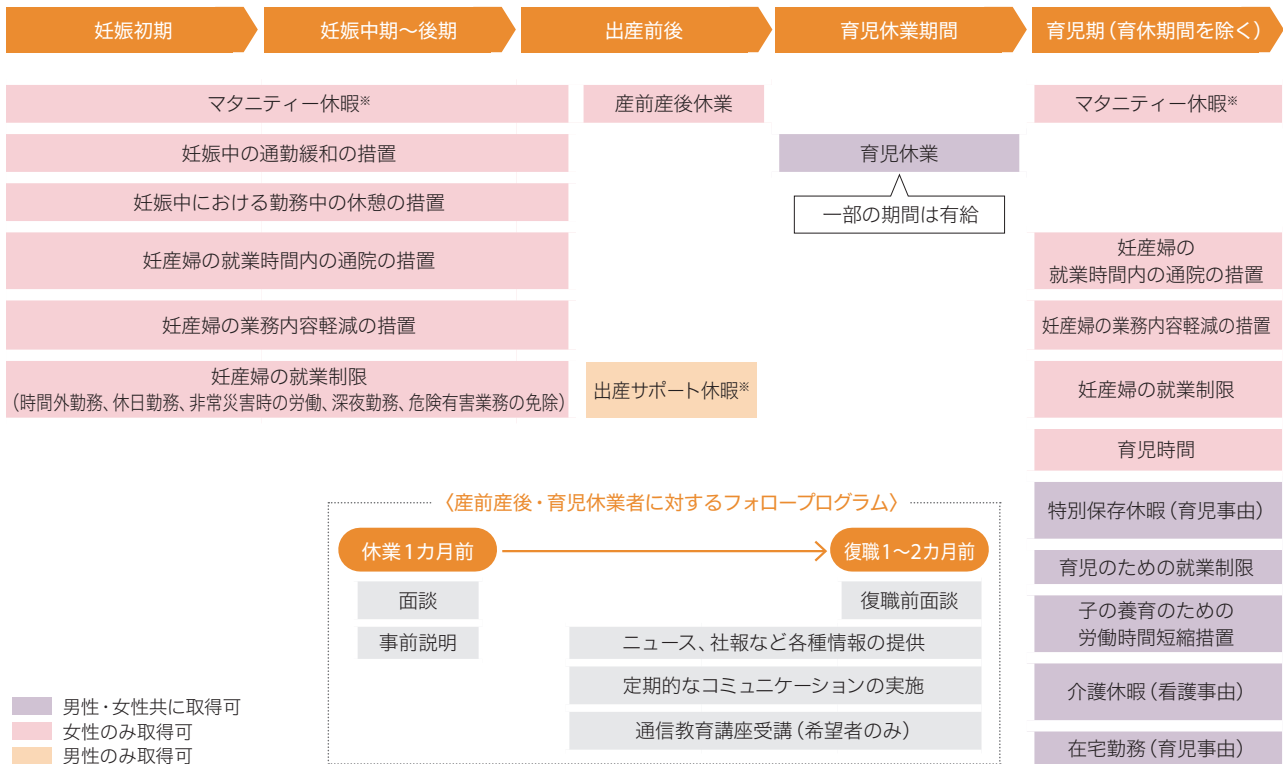 妊娠初期
妊娠中期~後期
出産前後
育児休業期間
育児期(育休期間を除く)
マタニティー休暇※
産前産後休業
マタニティー休暇※
妊娠中の通勤緩和の措置
育児休業
一部の期間は有給
妊娠中における勤務中の休憩の措置
妊産婦の就業時間内の通院の措置
妊産婦の
就業時間内の通院の措置
妊産婦の業務内容軽減の措置
妊産婦の業務内容軽減の措置
妊産婦の就業制限
(時間外勤務、休日勤務、非常災害時の労働、深夜勤務、危険有害業務の免除)
出産サポート休暇※
妊産婦の就業制限
育児時間
特別保存休暇(育児事由)
育児のための就業制限
子の養育のための
労働時間短縮措置
介護休暇(看護事由)
在宅勤務(育児事由)
〈産前産後・育児休業者に対するフォロープログラム〉
休業1カ月前
復職1~2カ月前
面談
復職前面談
事前説明
ニュース、社報など各種情報の提供
定期的なコミュニケーションの実施
通信教育講座受講(希望者のみ)
男性・女性共に取得可
女性のみ取得可
男性のみ取得可